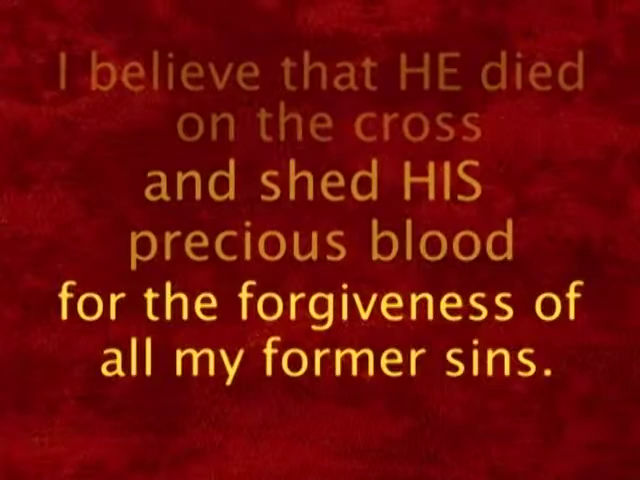 I believe that HE died
on the cross
and shed HIS
precious blood
for the forgiveness of
all my former sins.